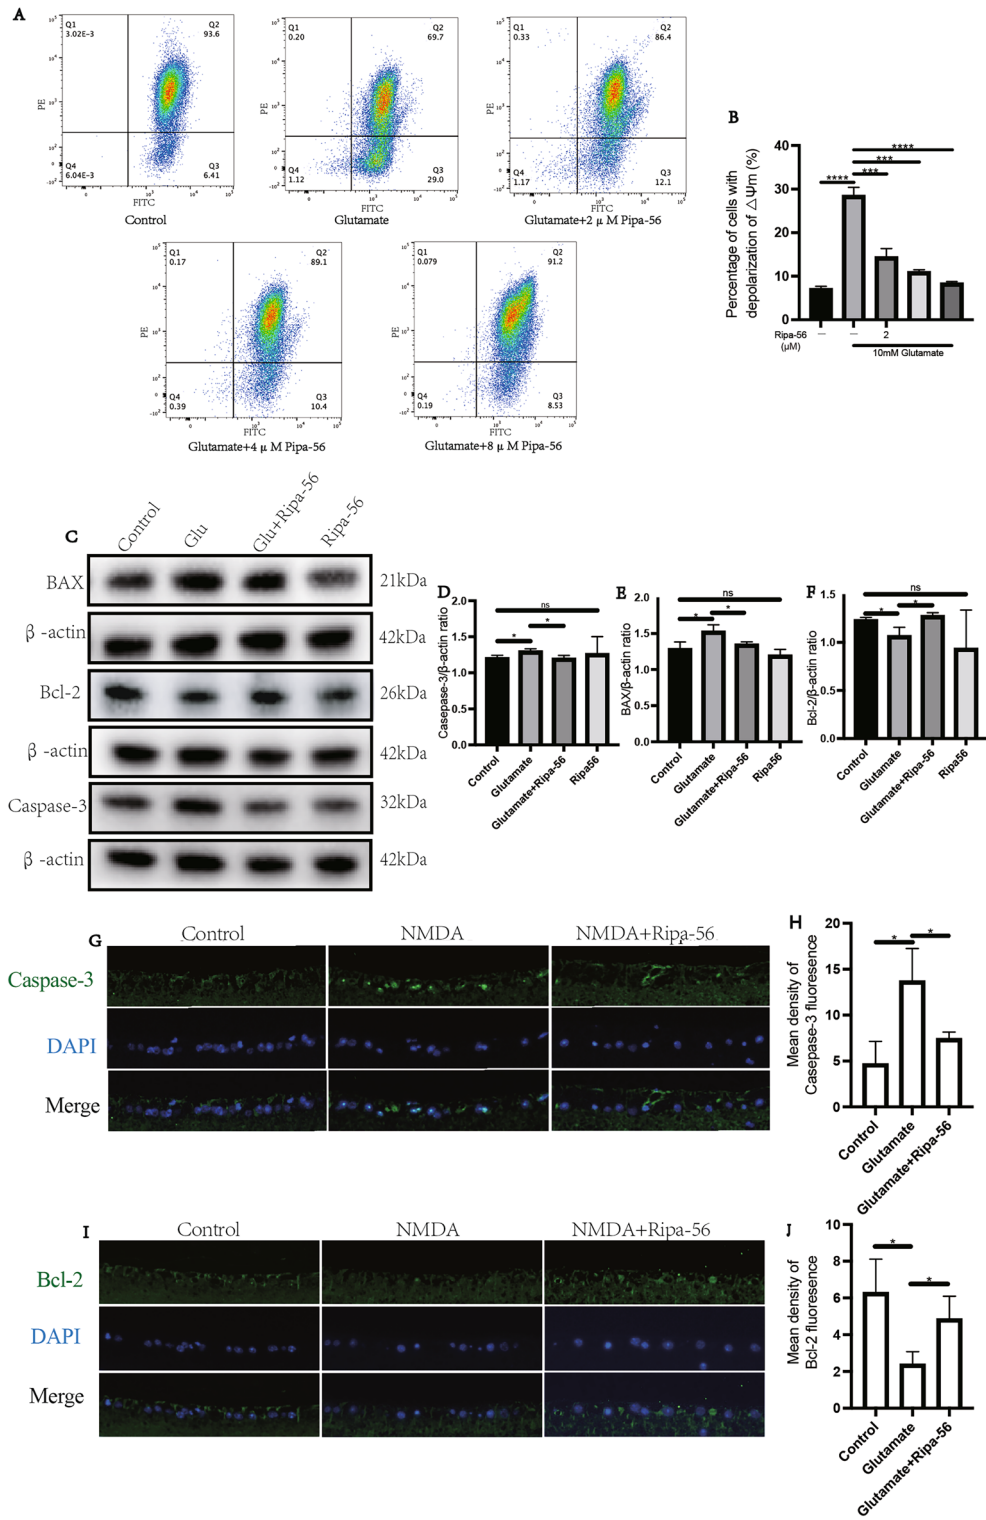 A
Q1
3.02E-3
Q2
93.6
Q4
6.04E-3
Q3
6.41
PE
FITC
Control
Q1
0.20
Q2
69.7
Q4
1.12
Q3
29.0
PE
FITC
Glutamate
Q1
0.33
Q2
86.4
Q4
1.17
Q3
12.1
PE
FITC
Glutamate+2 μ M Pipa-56
Q1
0.17
Q2
89.1
Q4
0.39
Q3
10.4
PE
FITC
Glutamate+4 μ M Pipa-56
Q1
0.079
Q2
91.2
Q4
0.19
Q3
8.53
PE
FITC
Glutamate+8 μ M Pipa-56
B
Percentage of cells with
depolarization of △Ψm (%)
40
30
20
10
0
****
***
***
****
Ripa-56
(μM)
— — 2
10mM Glutamate
C
Control Glu Glu+Ripa-56 Ripa-56
BAX 21kDa
β -actin 42kDa
Bcl-2 26kDa
β -actin 42kDa
Caspase-3 32kDa
β -actin 42kDa
D
Casepase-3/β-actin ratio
2.0
1.5
1.0
0.5
0.0
ns
* *
Control
Glutamate
Glutamate+Ripa-56
Ripa56
E
BAX/β-actin ratio
2.0
1.5
1.0
0.5
0.0
ns
* *
Control
Glutamate
Glutamate+Ripa-56
Ripa56
F
Bcl-2/β-actin ratio
1.5
1.0
0.5
0.0
ns
* *
Control
Glutamate
Glutamate+Ripa-56
Ripa56
G
Control NMDA NMDA+Ripa-56
Caspase-3
DAPI
Merge
H
Mean density of
Casepase-3 fluoresence
20
15
10
5
0
* *
Control
Glutamate
Glutamate+Ripa-56
I
Control NMDA NMDA+Ripa-56
Bcl-2
DAPI
Merge
J
Mean density of
Bcl-2 fluoresence
10
8
6
4
2
0
*
*
Control
Glutamate
Glutamate+Ripa-56